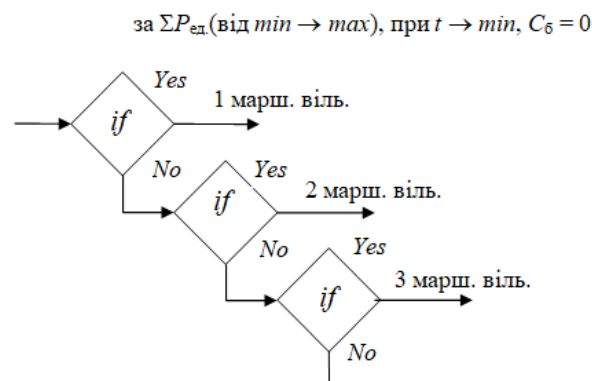 за ΣPед.(від min → max), при t → min, Cб = 0
Yes
1 марш. віль.
if
No
Yes
2 марш. віль.
if
No
Yes
3 марш. віль.
if
No